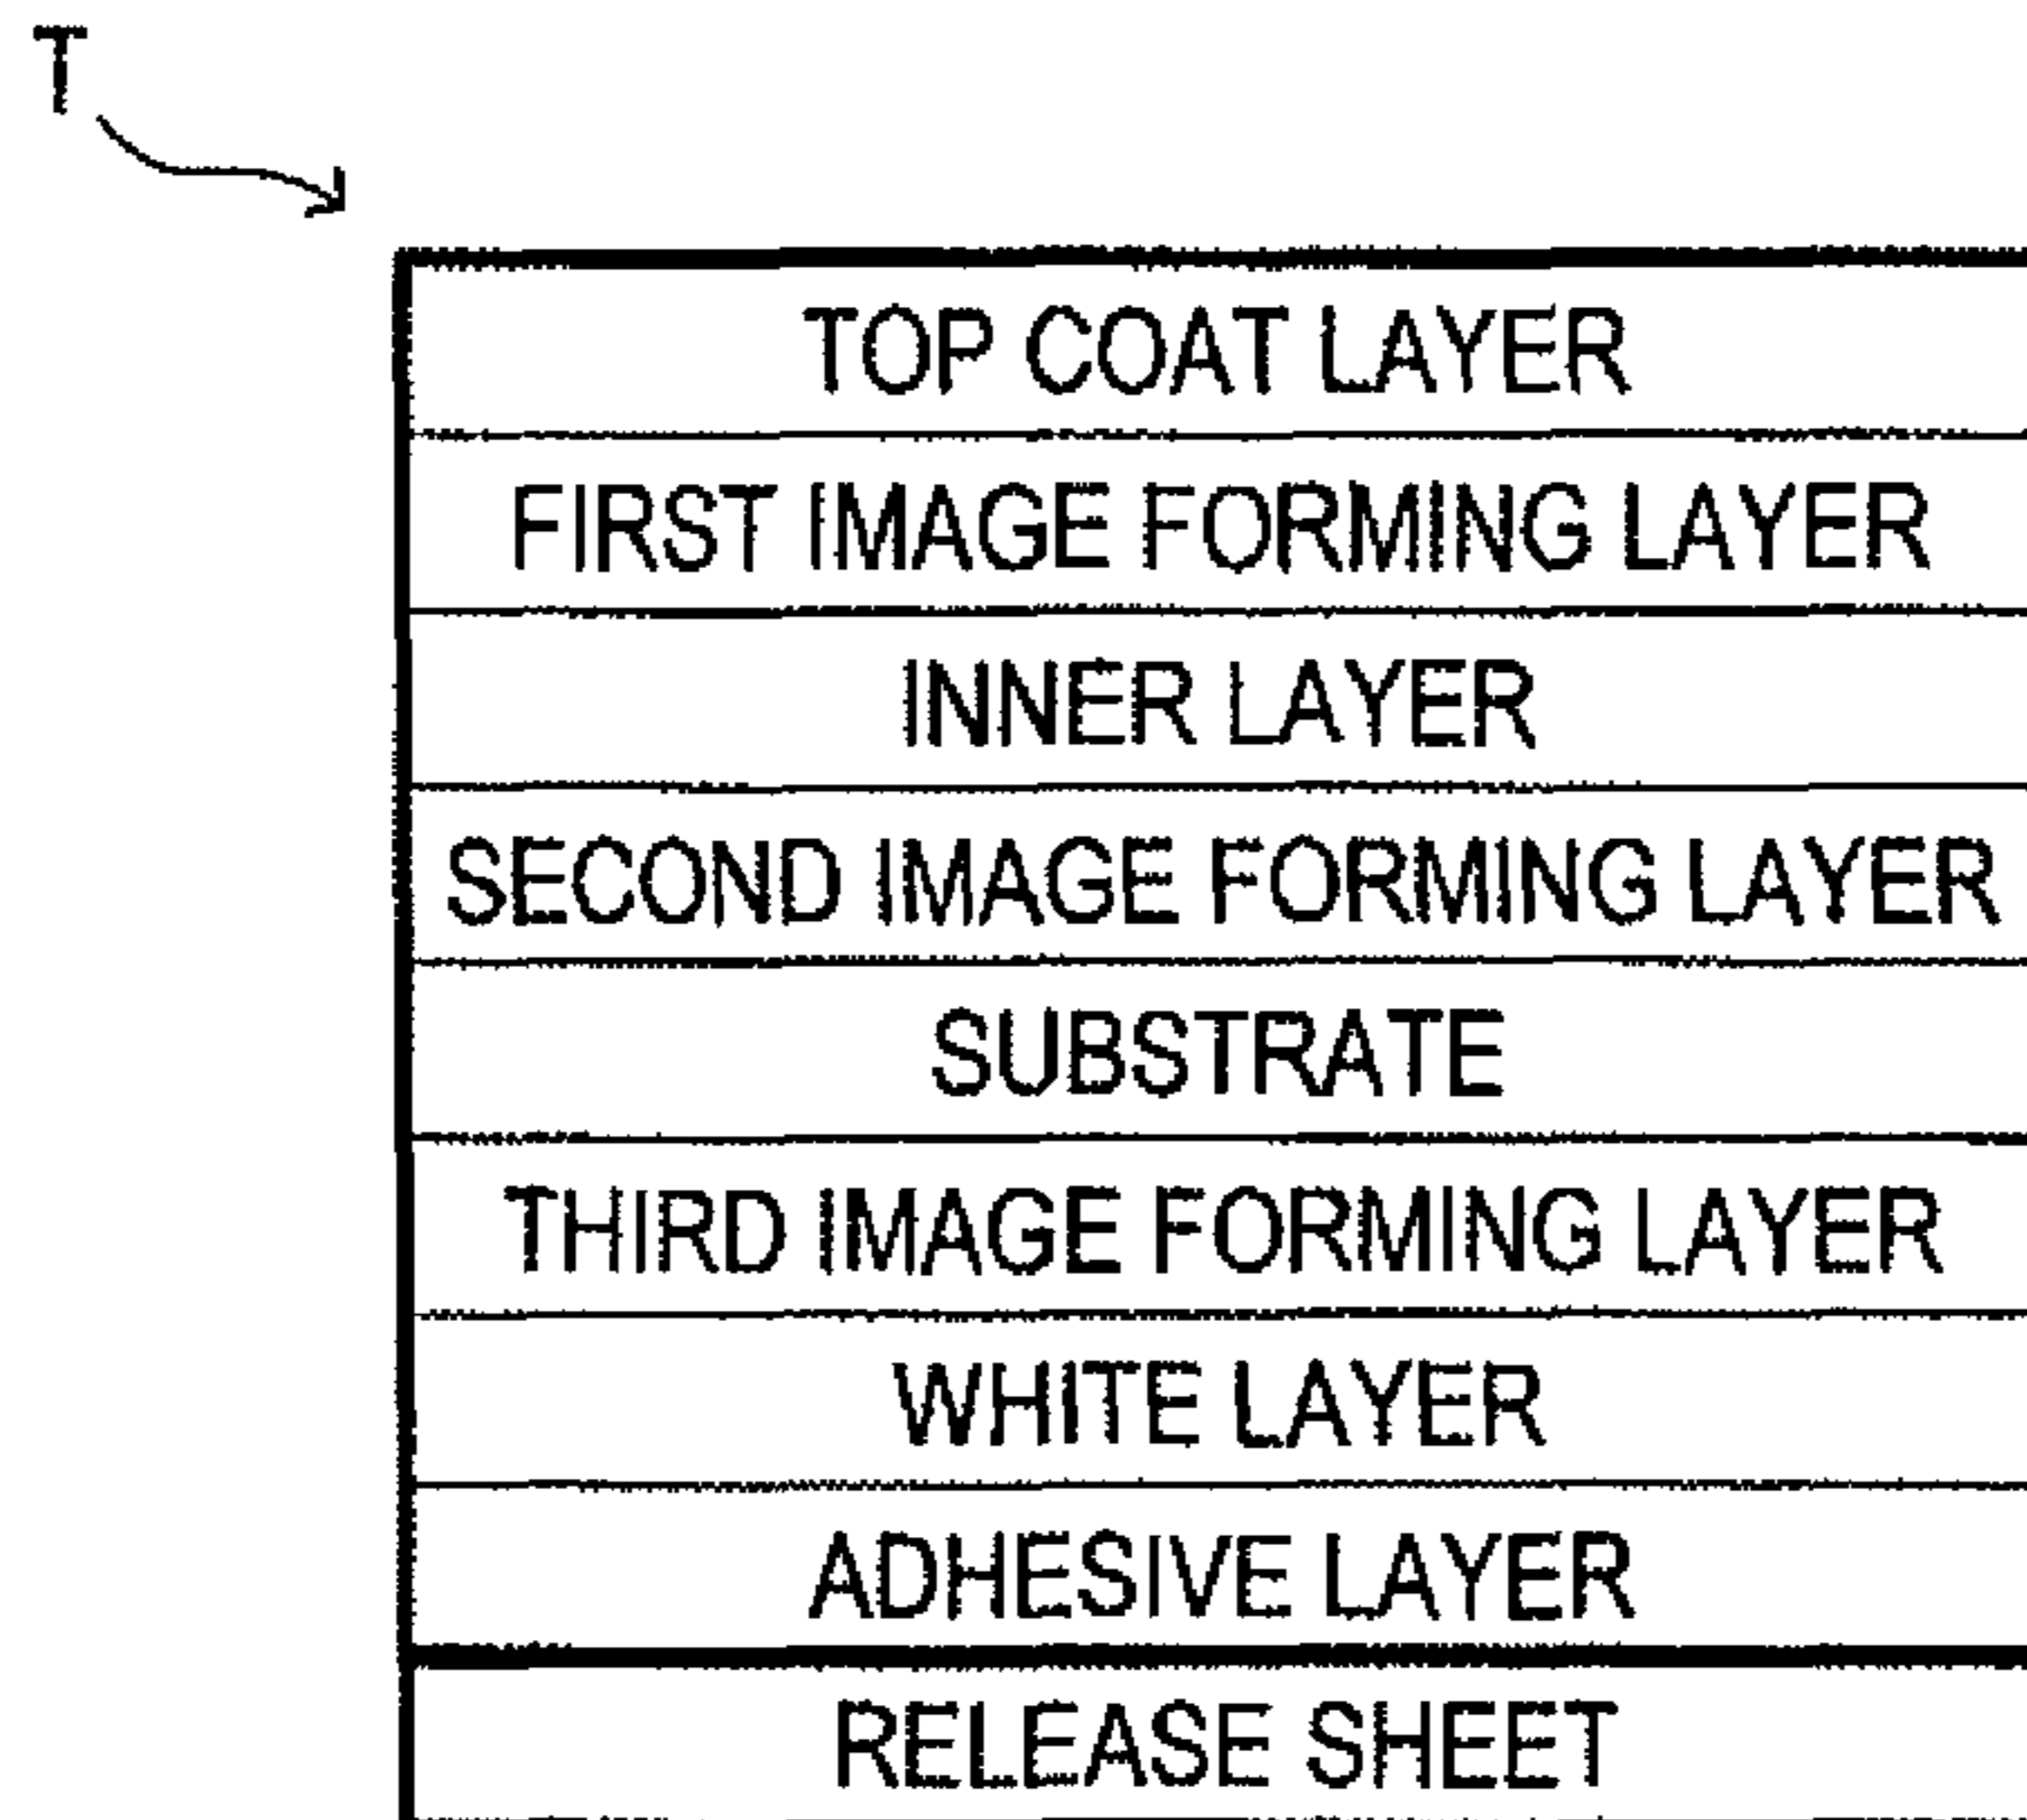 T
TOP COAT LAYER
FIRST IMAGE FORMING LAYER
INNER LAYER
SECOND IMAGE FORMING LAYER
SUBSTRATE
THIRD IMAGE FORMING LAYER
WHITE LAYER
ADHESIVE LAYER
RELEASE SHEET